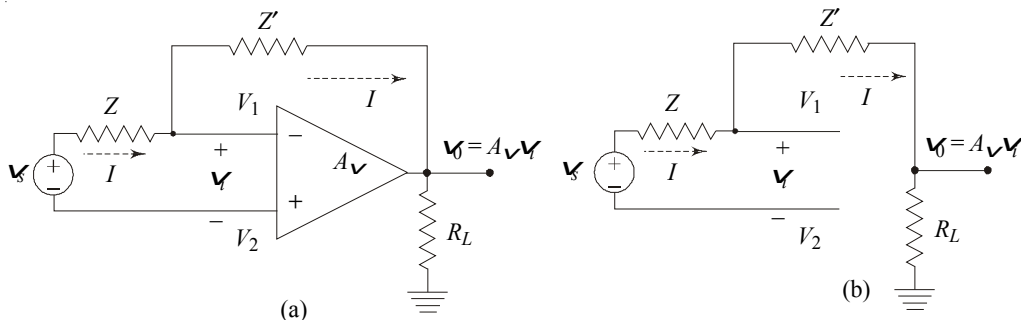 Z′
I
Z
V1
−
+
I
+
−
Vs
Vi
AV
V0 = AVVi
+
−
V2
RL
(a)
Z′
I
Z
V1
+
−
I
+
Vs
Vi
V0 = AVVi
−
V2
RL
(b)